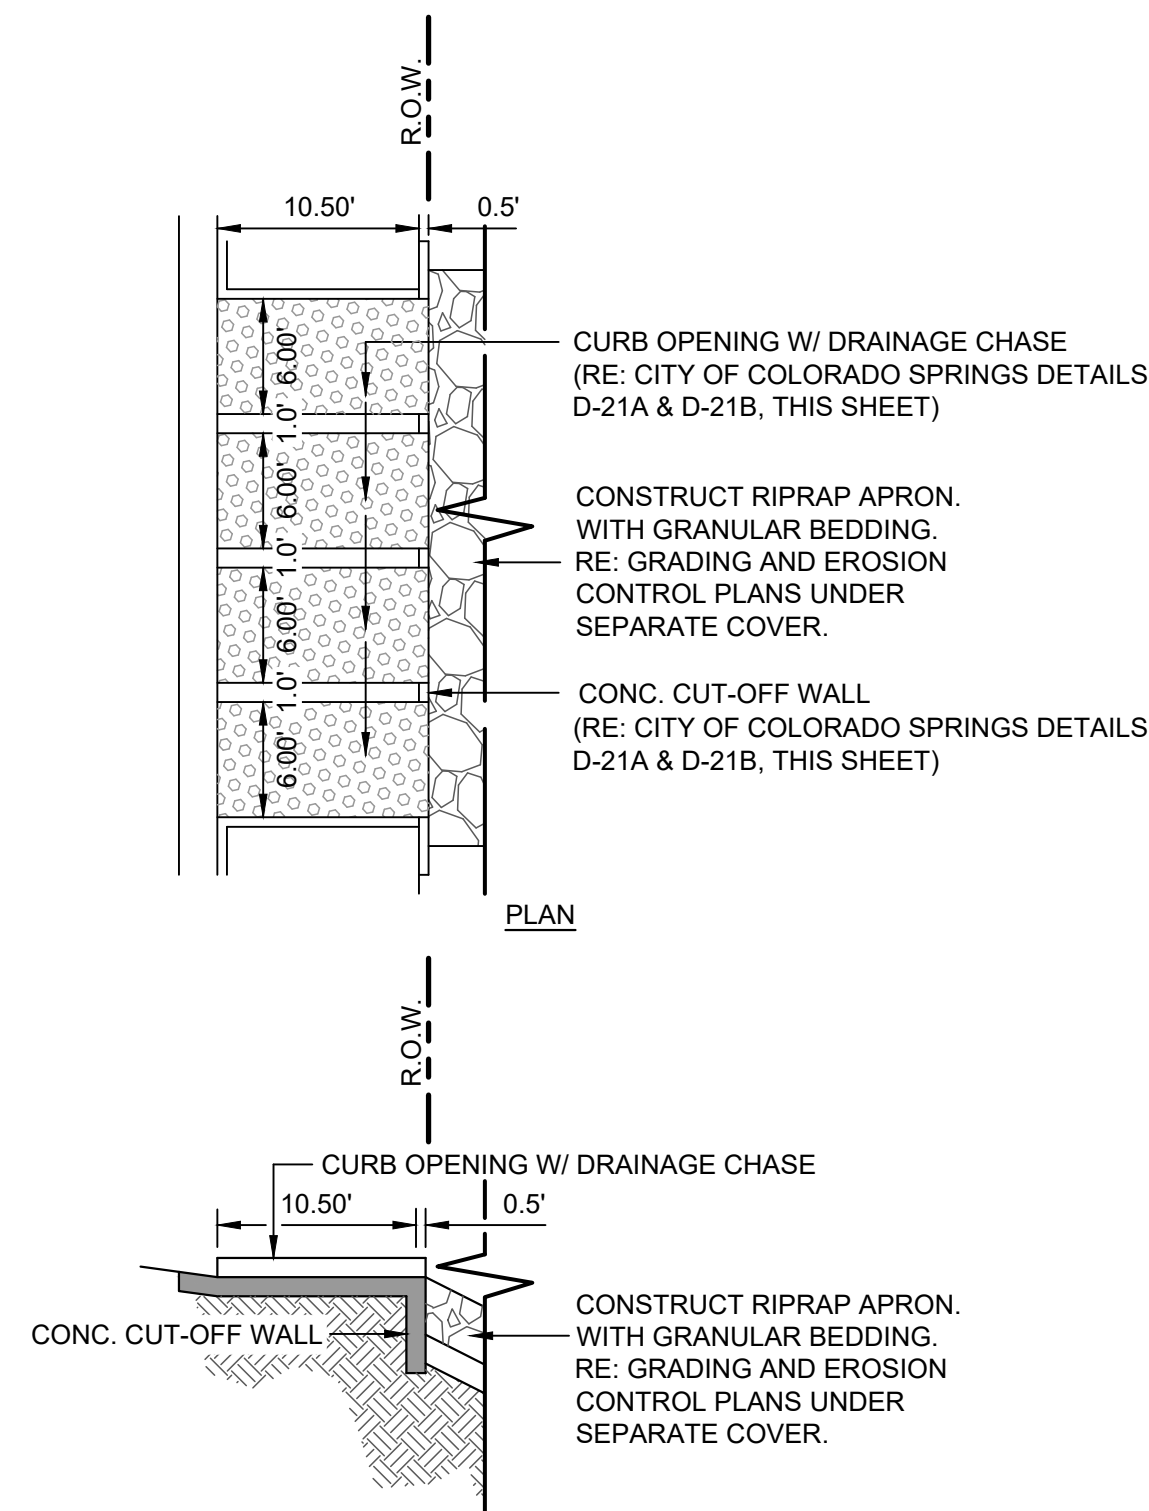 R.O.W.
10.50'
0.5'
6.00'
1.0'
6.00'
1.0'
6.00'
1.0'
6.00'
CURB OPENING W/ DRAINAGE CHASE
(RE: CITY OF COLORADO SPRINGS DETAILS
D-21A & D-21B, THIS SHEET)
CONSTRUCT RIPRAP APRON.
WITH GRANULAR BEDDING.
RE: GRADING AND EROSION
CONTROL PLANS UNDER
SEPARATE COVER.
CONC. CUT-OFF WALL
(RE: CITY OF COLORADO SPRINGS DETAILS
D-21A & D-21B, THIS SHEET)
PLAN
R.O.W.
CURB OPENING W/ DRAINAGE CHASE
10.50'
0.5'
CONC. CUT-OFF WALL
CONSTRUCT RIPRAP APRON.
WITH GRANULAR BEDDING.
RE: GRADING AND EROSION
CONTROL PLANS UNDER
SEPARATE COVER.